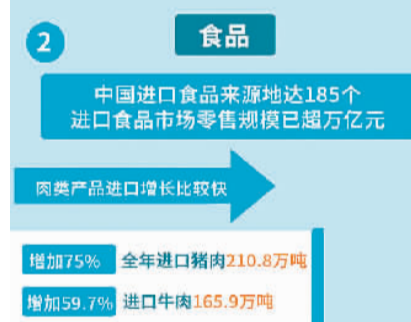 2
食品
中国进口食品来源地达185个
进口食品市场零售规模已超万亿元
肉类产品进口增长比较快
增加75% 全年进口猪肉210.8万吨
增加59.7% 进口牛肉165.9万吨